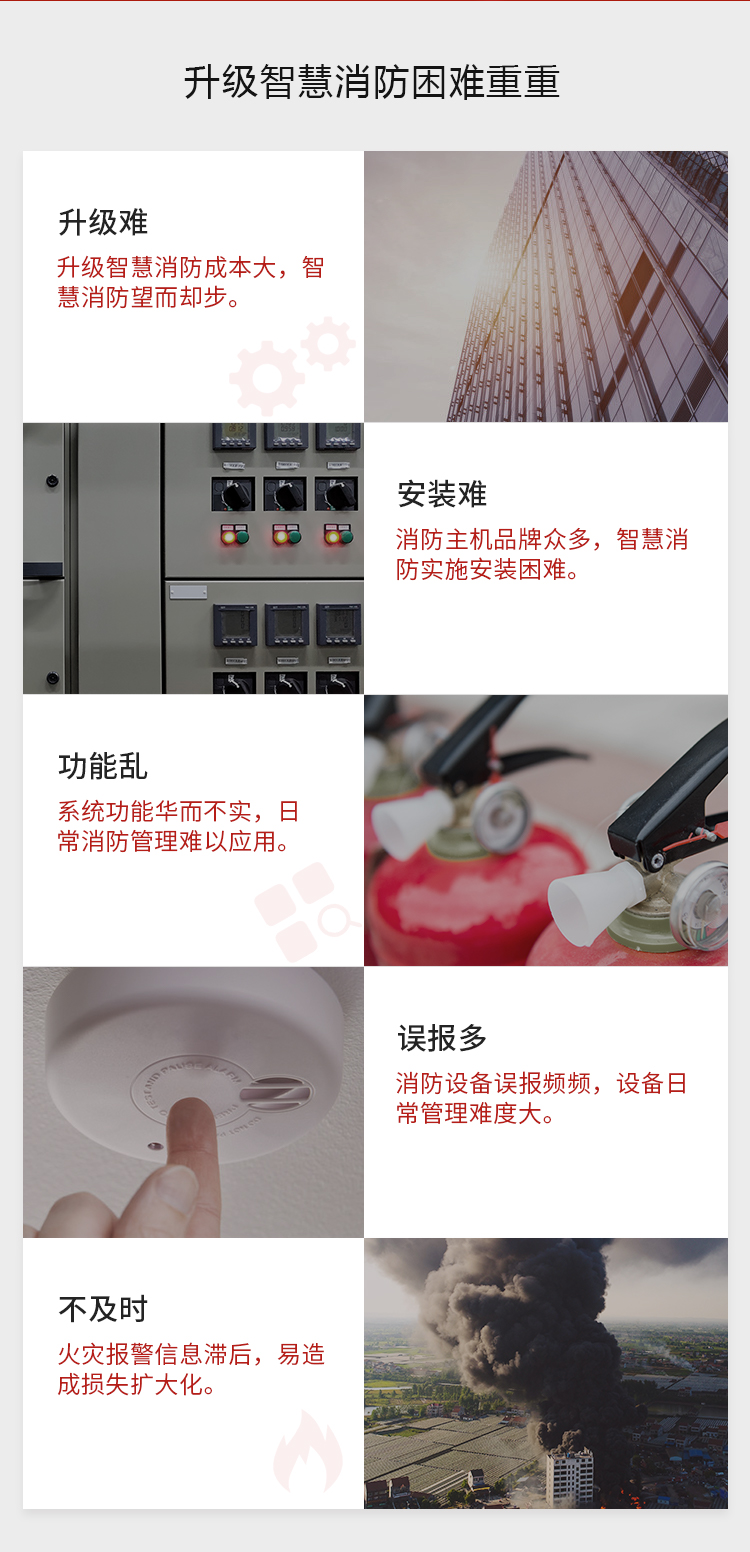 升级智慧消防困难重重
升级难
升级智慧消防成本大，智
慧消防望而却步。
安装难
消防主机品牌众多，智慧消
防实施安装困难。
功能乱
系统功能华而不实，日
常消防管理难以应用。
误报多
消防设备误报频频，设备日
常管理难度大。
不及时
火灾报警信息滞后，易造
成损失扩大化。